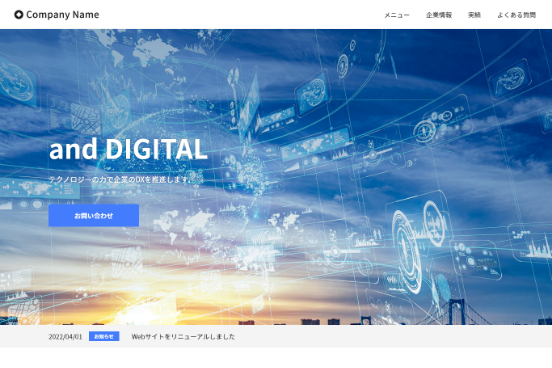 Company Name
メニュー 企業情報 実績 よくある質問
and DIGITAL
テクノロジーの力で企業のDXを推進します。
お問い合わせ
2022/04/01 お知らせ Webサイトをリニューアルしました